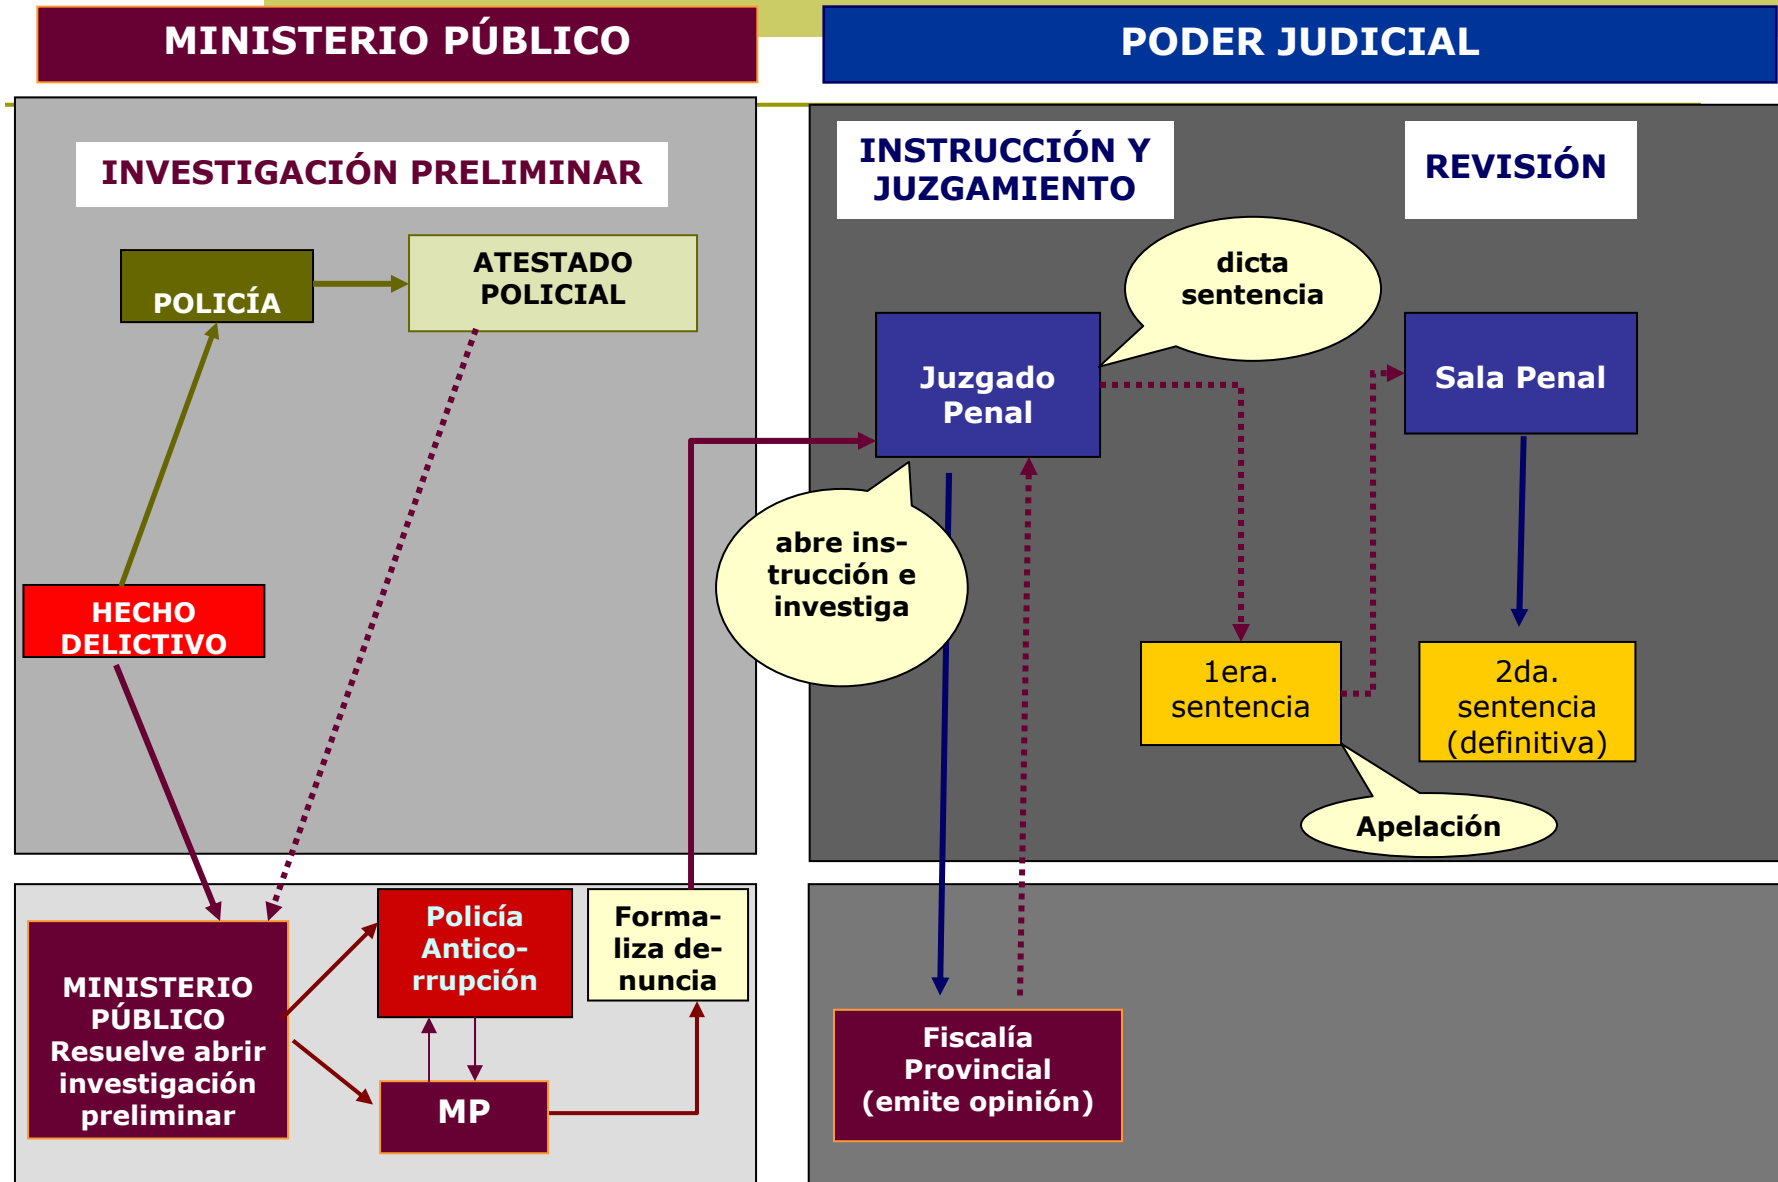 MINISTERIO PÚBLICO
PODER JUDICIAL
INVESTIGACIÓN PRELIMINAR
INSTRUCCIÓN Y
JUZGAMIENTO
REVISIÓN
POLICÍA
ATESTADO
POLICIAL
dicta
sentencia
Juzgado
Penal
Sala Penal
abre ins-
trucción e
investiga
HECHO
DELICTIVO
1era.
sentencia
2da.
sentencia
(definitiva)
Apelación
MINISTERIO
PÚBLICO
Resuelve abrir
investigación
preliminar
Policía
Antico-
rrupción
Forma-
liza de-
nuncia
MP
Fiscalía
Provincial
(emite opinión)